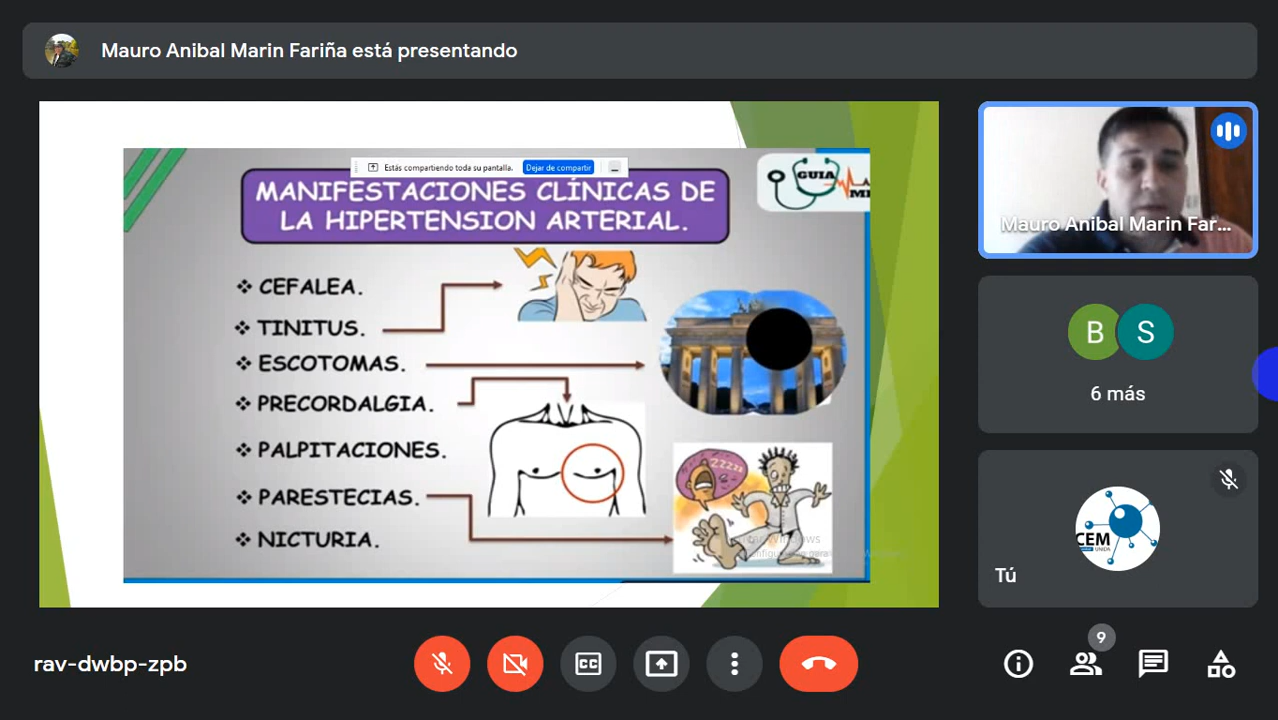 Mauro Anibal Marin Fariña está presentando
Estás compartiendo toda su pantalla.
Dejar de compartir
MANIFESTACIONES CLÍNICAS DE
LA HIPERTENSION ARTERIAL.
GUIA
❖ CEFALEA.
❖ TINITUS.
❖ ESCOTOMAS.
❖ PRECORDALGIA.
❖ PALPITACIONES.
❖ PARESTECIAS.
❖ NICTURIA.
zzzz
Mauro Anibal Marin Far...
B
S
6 más
CEM
UNIÓN
Tú
rav-dwbp-zpb
CC
9